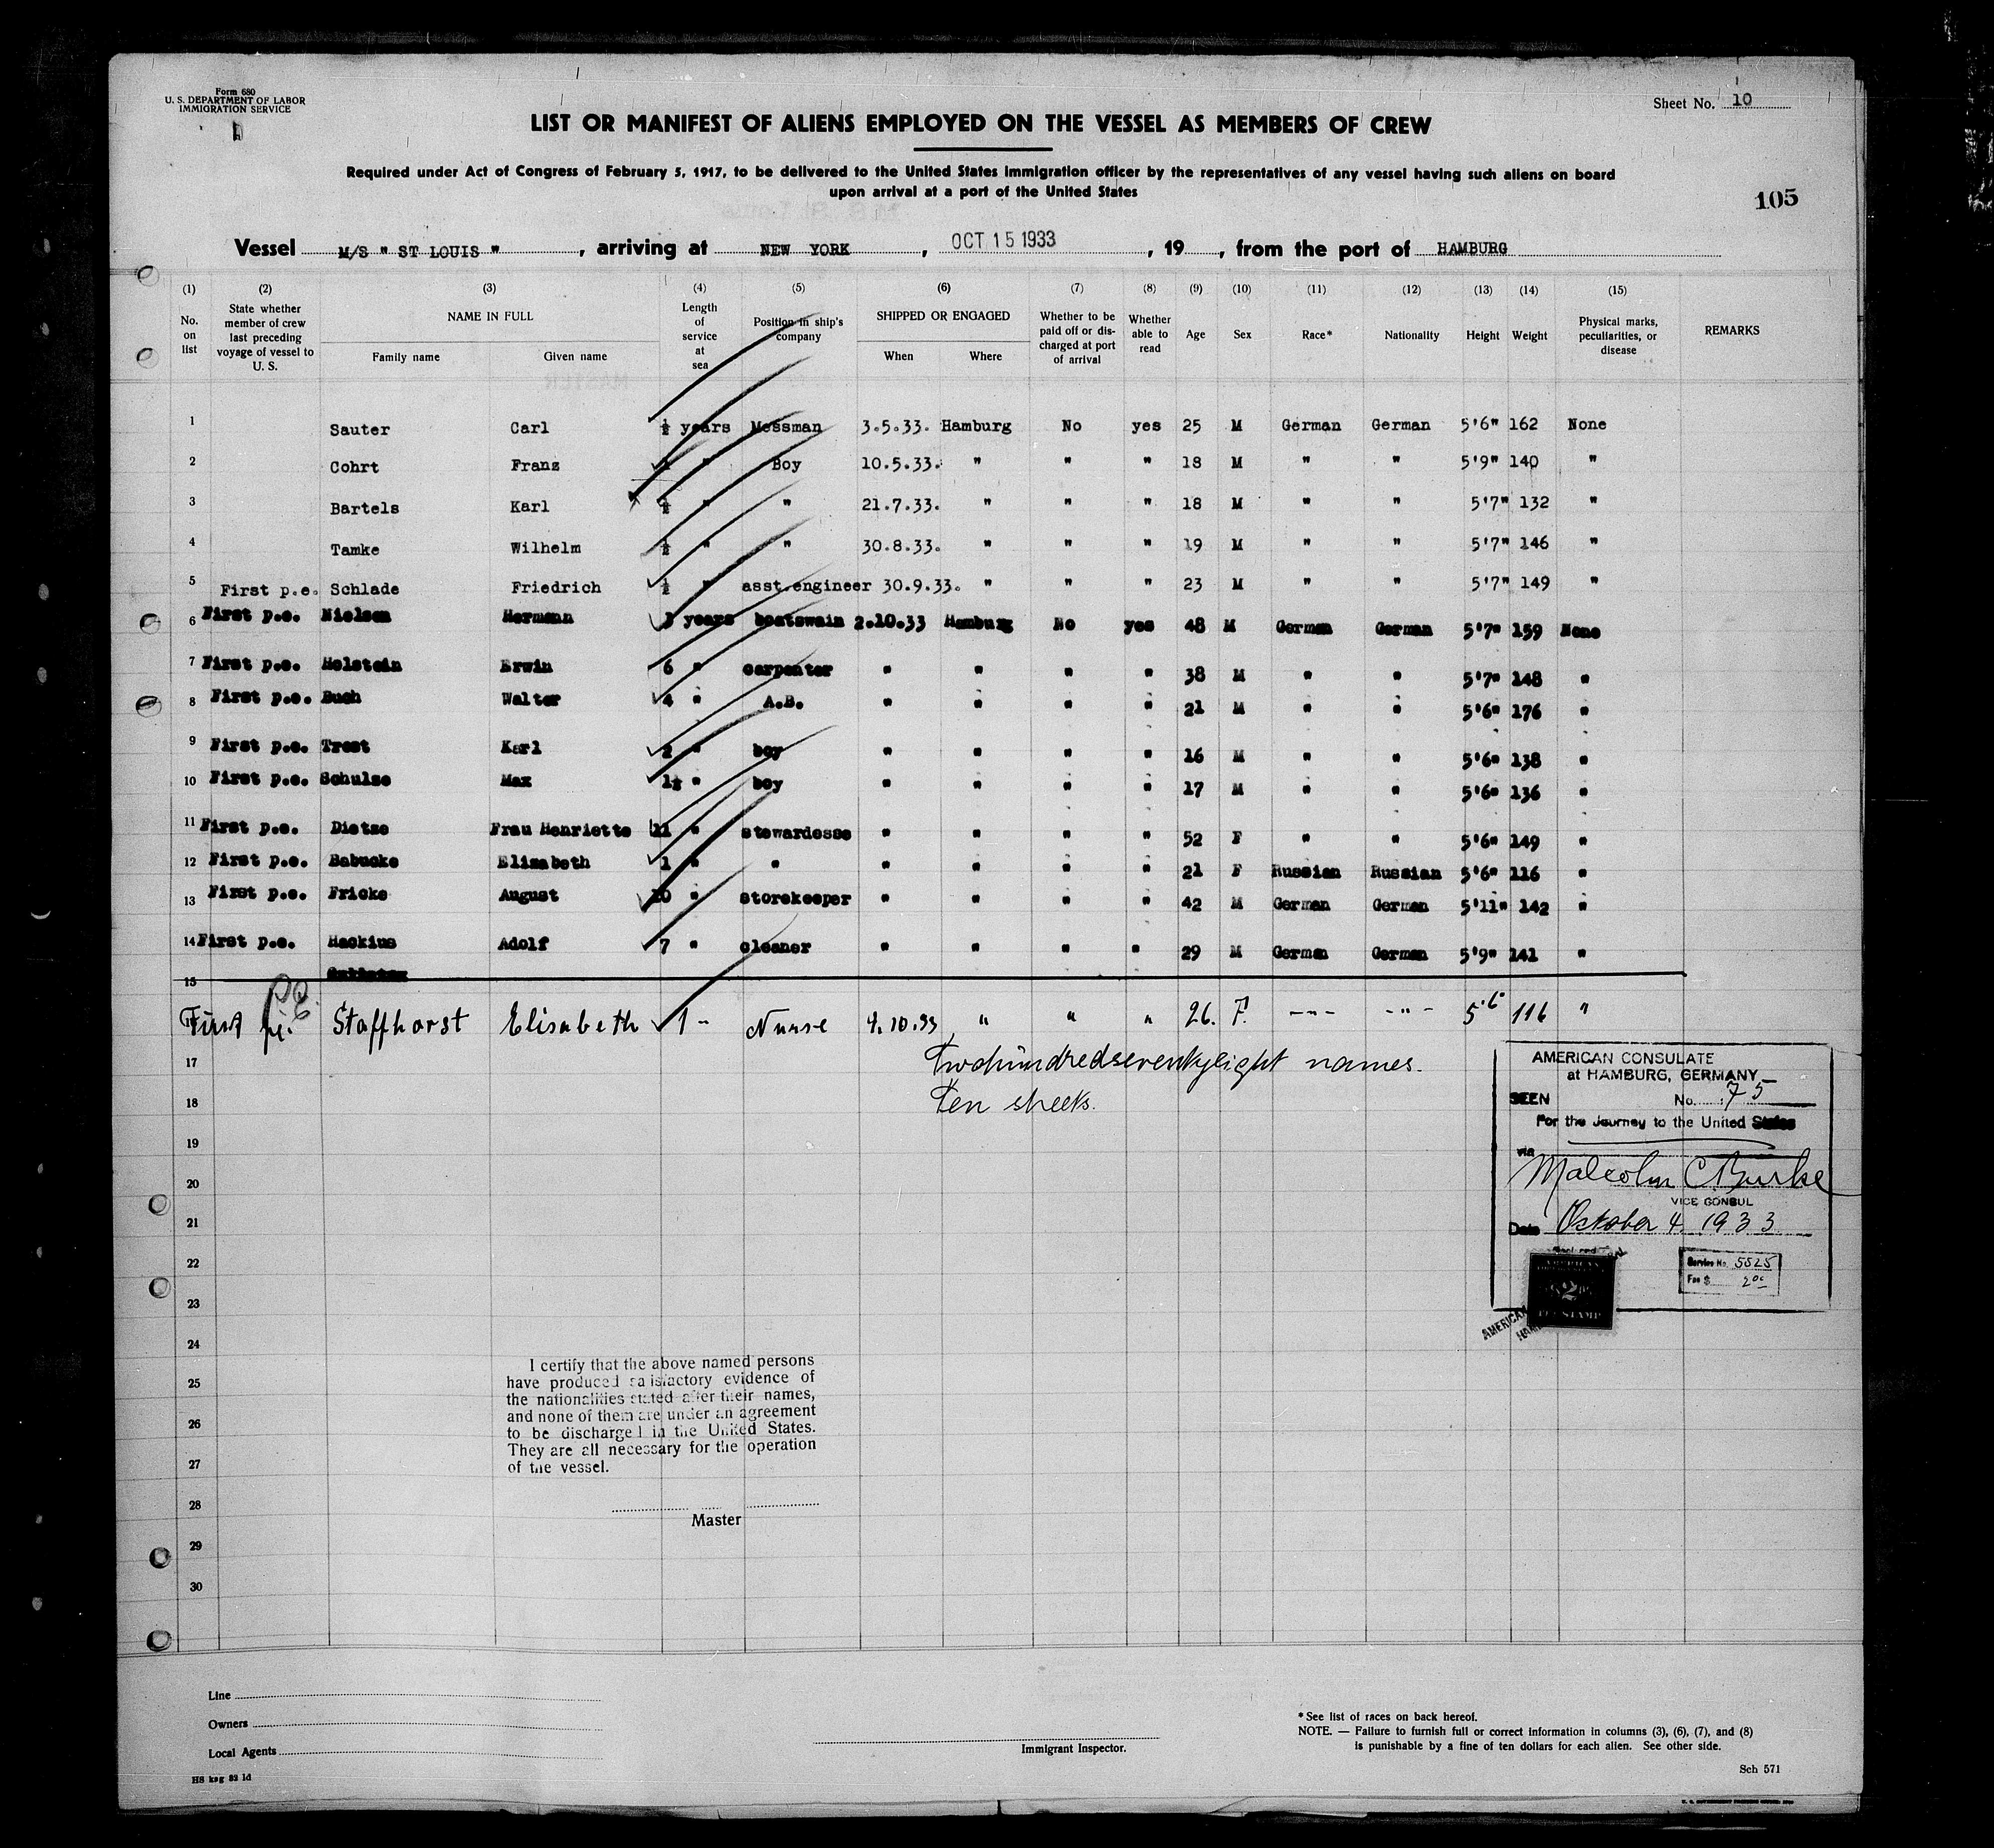 Form 680
U. S. DEPARTMENT OF LABOR
IMMIGRATION SERVICE
Sheet No. 10
LIST OR MANIFEST OF ALIENS EMPLOYED ON THE VESSEL AS MEMBERS OF CREW
Required under Act of Congress of February 5, 1917, to be delivered to the United States immigration officer by the representatives of any vessel having such aliens on board
upon arrival at a port of the United States
105
Vessel M/S " ST LOUIS ", arriving at NEW YORK, OCT 15 1933, 19, from the port of HAMBURG
(1) (2) (3) (4) (5) (6) (7) (8) (9) (10) (11) (12) (13) (14) (15)
No. on list State whether member of crew last preceding voyage of vessel to U. S. NAME IN FULL Family name Given name Length of service at sea Position in ship's company SHIPPED OR ENGAGED When Where Whether to be paid off or discharged at port of arrival Whether able to read Age Sex Race* Nationality Height Weight Physical marks, peculiarities, or disease REMARKS
1 Sauter Carl ½ years Messman 3.5.33. Hamburg No yes 25 M German German 5'6" 162 None
2 Cohrt Franz " Boy 10.5.33. " " " 18 M " " 5'9" 140 "
3 Bartels Karl ½ " " 21.7.33. " " " 18 M " " 5'7" 132 "
4 Tamke Wilhelm ½ " " 30.8.33. " " " 19 M " " 5'7" 146 "
5 First p.e. Schlade Friedrich ½ " asst.engineer 30.9.33. " " " 23 M " " 5'7" 149 "
6 First p.e. Nielsen Hermann years boatswain 2.10.33 Hamburg No yes 48 M German German 5'7" 159 None
7 First p.e. Holstein Erwin 6 " carpenter " " " " 38 M " " 5'7" 148 "
8 First p.e. Buch Walter 4 " A.B. " " " " 21 M " " 5'6" 176 "
9 First p.e. Trost Karl 2 " boy " " " " 16 M " " 5'6" 138 "
10 First p.e. Schulze Max 1½ " boy " " " " 17 M " " 5'6" 136 "
11 First p.e. Dietze Frau Henriette 11 " stewardesse " " " " 52 F " " 5'6" 149 "
12 First p.e. Babucke Elisabeth 1 " " " " " " 21 F Russian Russian 5'6" 116 "
13 First p.e. Fricke August 10 " storekeeper " " " " 42 M German German 5'11" 142 "
14 First p.e. Hackius Adolf 7 " cleaner " " " " 29 M German German 5'9" 141 "
15
First p.e. Staffhorst Elisabeth 1 - Nurse 4.10.33 " " " 26. F. -"- -"- 5'6 116 "
17 Twohundredseventyeight names.
18 Ten sheets.
19
20
21
22
23
24
25
26
27
28
29
30
AMERICAN CONSULATE
at HAMBURG, GERMANY
SEEN No. 75
For the Journey to the United States
via
Malcolm C Burke
VICE CONSUL
Date October 4, 1933
Service No. 5525
Fee $ 2.00
AMERICAN
I certify that the above named persons
have produced satisfactory evidence of
the nationalities stated after their names,
and none of them are under an agreement
to be discharged in the United States.
They are all necessary for the operation
of the vessel.
Master
Line
Owners
Local Agents
Immigrant Inspector.
* See list of races on back hereof.
NOTE. — Failure to furnish full or correct information in columns (3), (6), (7), and (8)
is punishable by a fine of ten dollars for each alien. See other side.
Sch 571